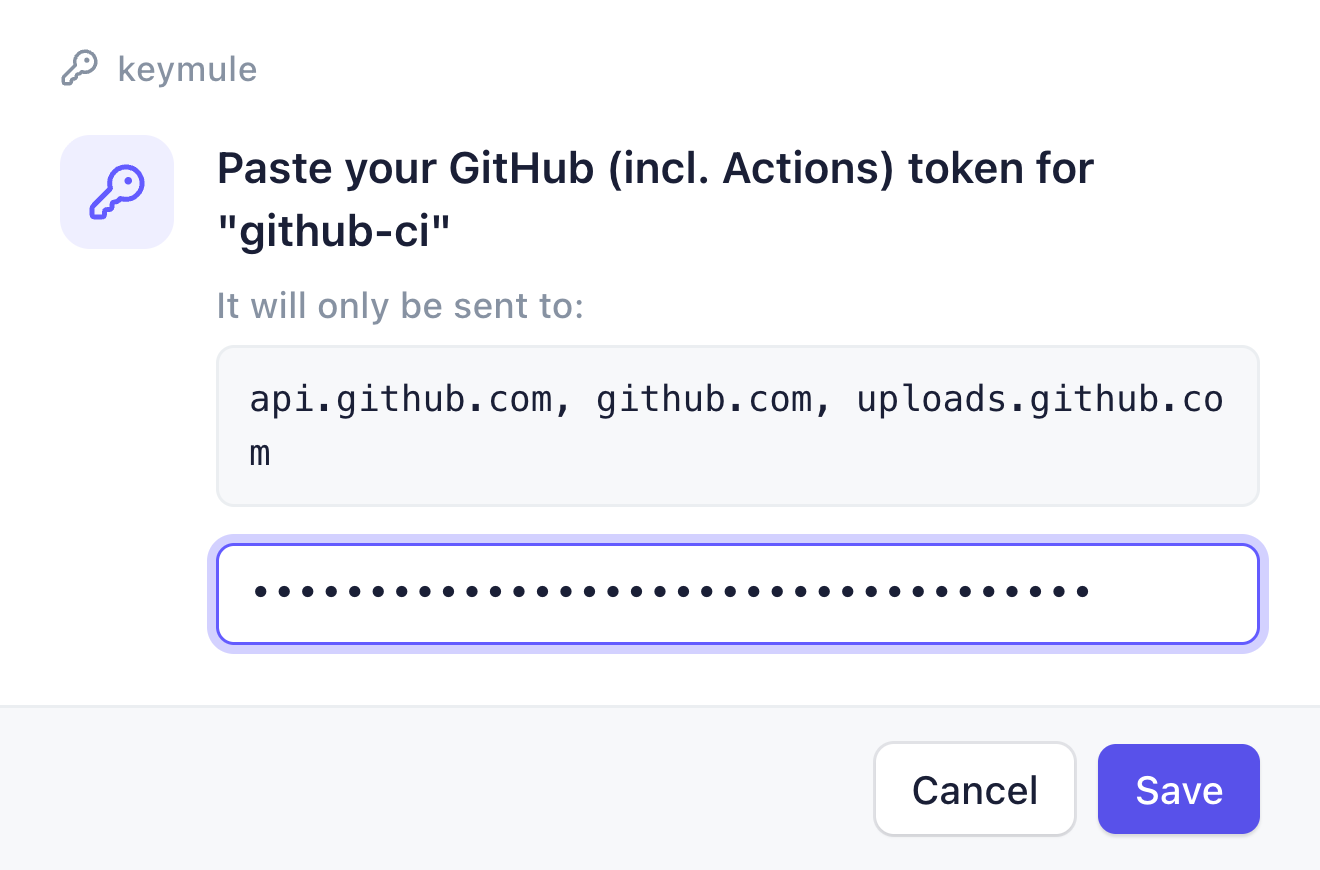 keymule
Paste your GitHub (incl. Actions) token for
"github-ci"
It will only be sent to:
api.github.com, github.com, uploads.github.co
m
••••••••••••••••••••••••••••••••••••
Cancel
Save